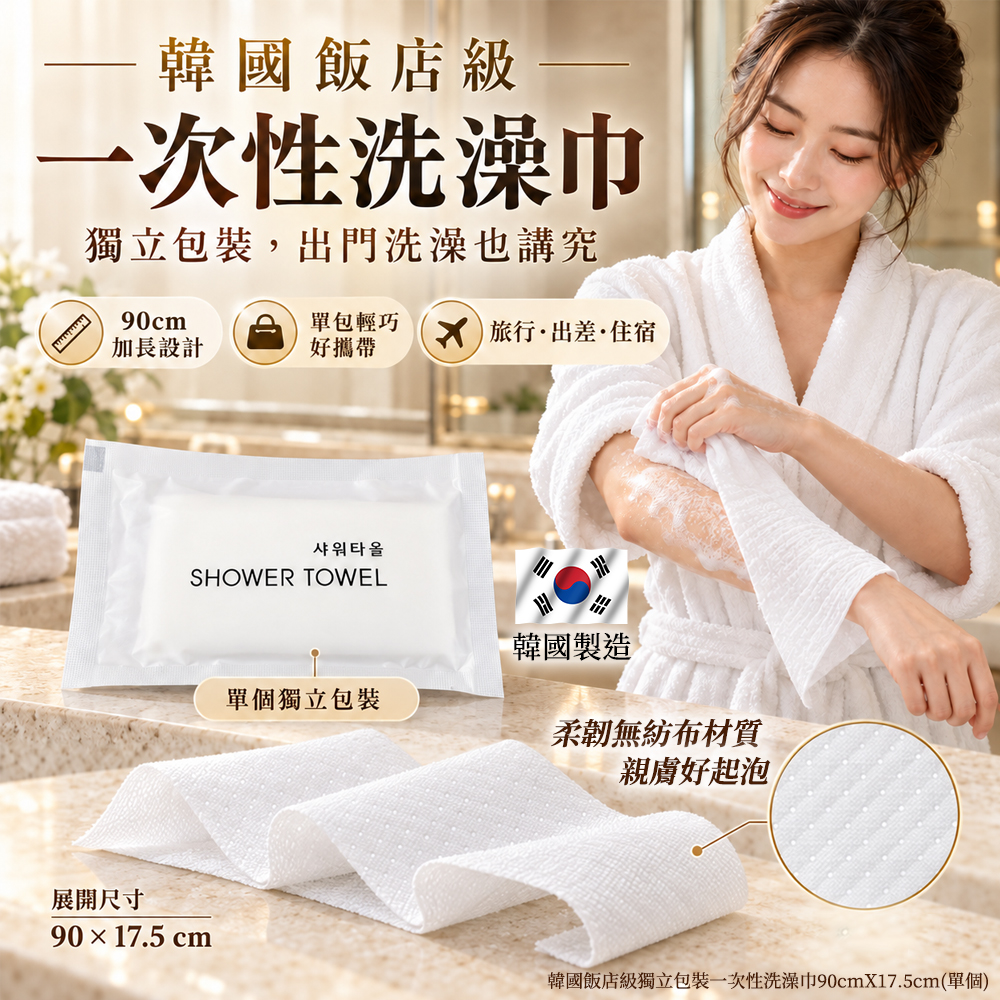 韓國飯店級
一次性洗澡巾
獨立包裝，出門洗澡也講究
90cm
加長設計
單包輕巧
好攜帶
旅行·出差·住宿
샤워타올
SHOWER TOWEL
單個獨立包裝
韓國製造
柔韌無紡布材質
親膚好起泡
展開尺寸
90 × 17.5 cm
韓國飯店級獨立包裝一次性洗澡巾90cmX17.5cm(單個)